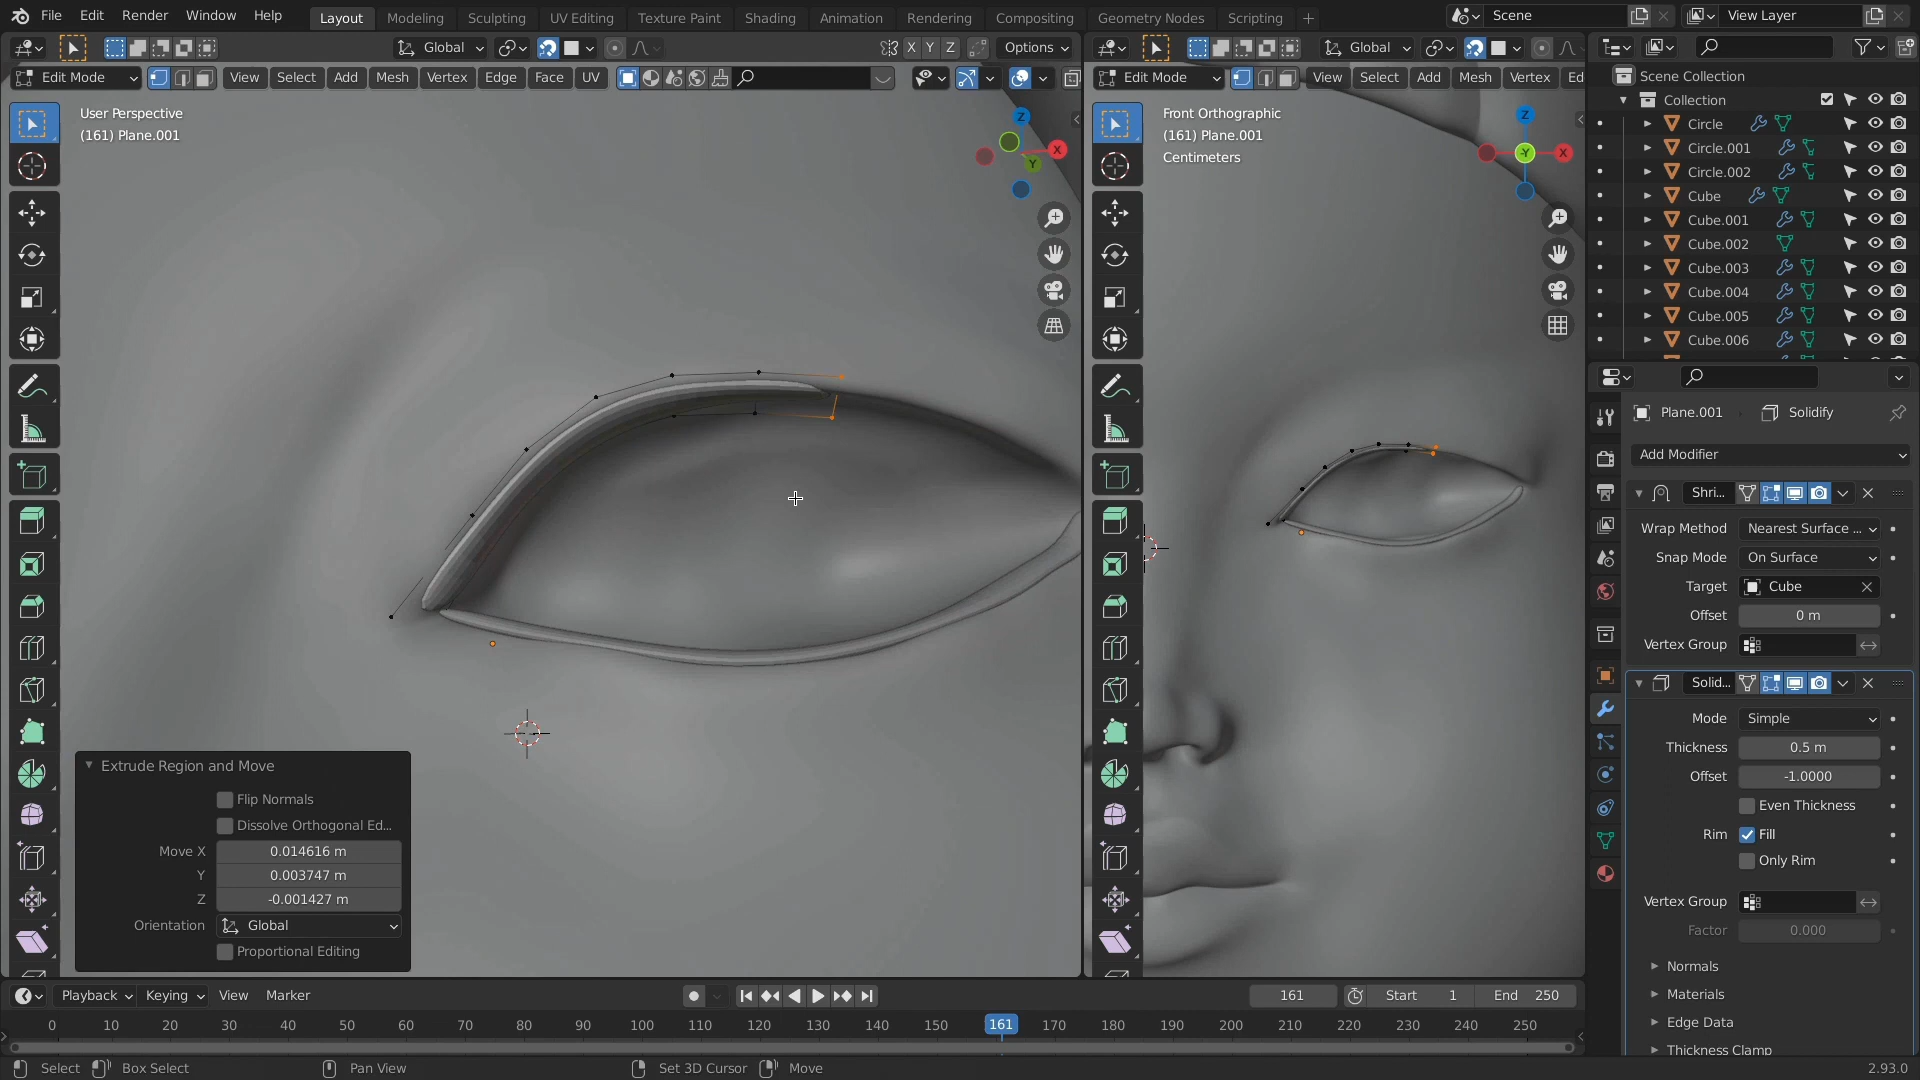 File Edit Render Window Help Layout Modeling Sculpting UV Editing Texture Paint Shading Animation Rendering Compositing Geometry Nodes Scripting + Scene View Layer
Global X Y Z Options Global
Edit Mode View Select Add Mesh Vertex Edge Face UV Edit Mode View Select Add Mesh Vertex Ed
User Perspective
(161) Plane.001
Z
X
Y
Front Orthographic
(161) Plane.001
Centimeters
Z
X
-Y
Scene Collection
Collection
Circle
Circle.001
Circle.002
Cube
Cube.001
Cube.002
Cube.003
Cube.004
Cube.005
Cube.006
Plane.001 Solidify
Add Modifier
Shri...
Wrap Method Nearest Surface ...
Snap Mode On Surface
Target Cube
Offset 0 m
Vertex Group
Solid...
Mode Simple
Thickness 0.5 m
Offset -1.0000
Even Thickness
Rim Fill
Only Rim
Vertex Group
Factor 0.000
Normals
Materials
Edge Data
Thickness Clamp
Extrude Region and Move
Flip Normals
Dissolve Orthogonal Ed...
Move X 0.014616 m
Y 0.003747 m
Z -0.001427 m
Orientation Global
Proportional Editing
Playback Keying View Marker 161 Start 1 End 250
0 10 20 30 40 50 60 70 80 90 100 110 120 130 140 150 161 170 180 190 200 210 220 230 240 250
Select Box Select Pan View Set 3D Cursor Move 2.93.0